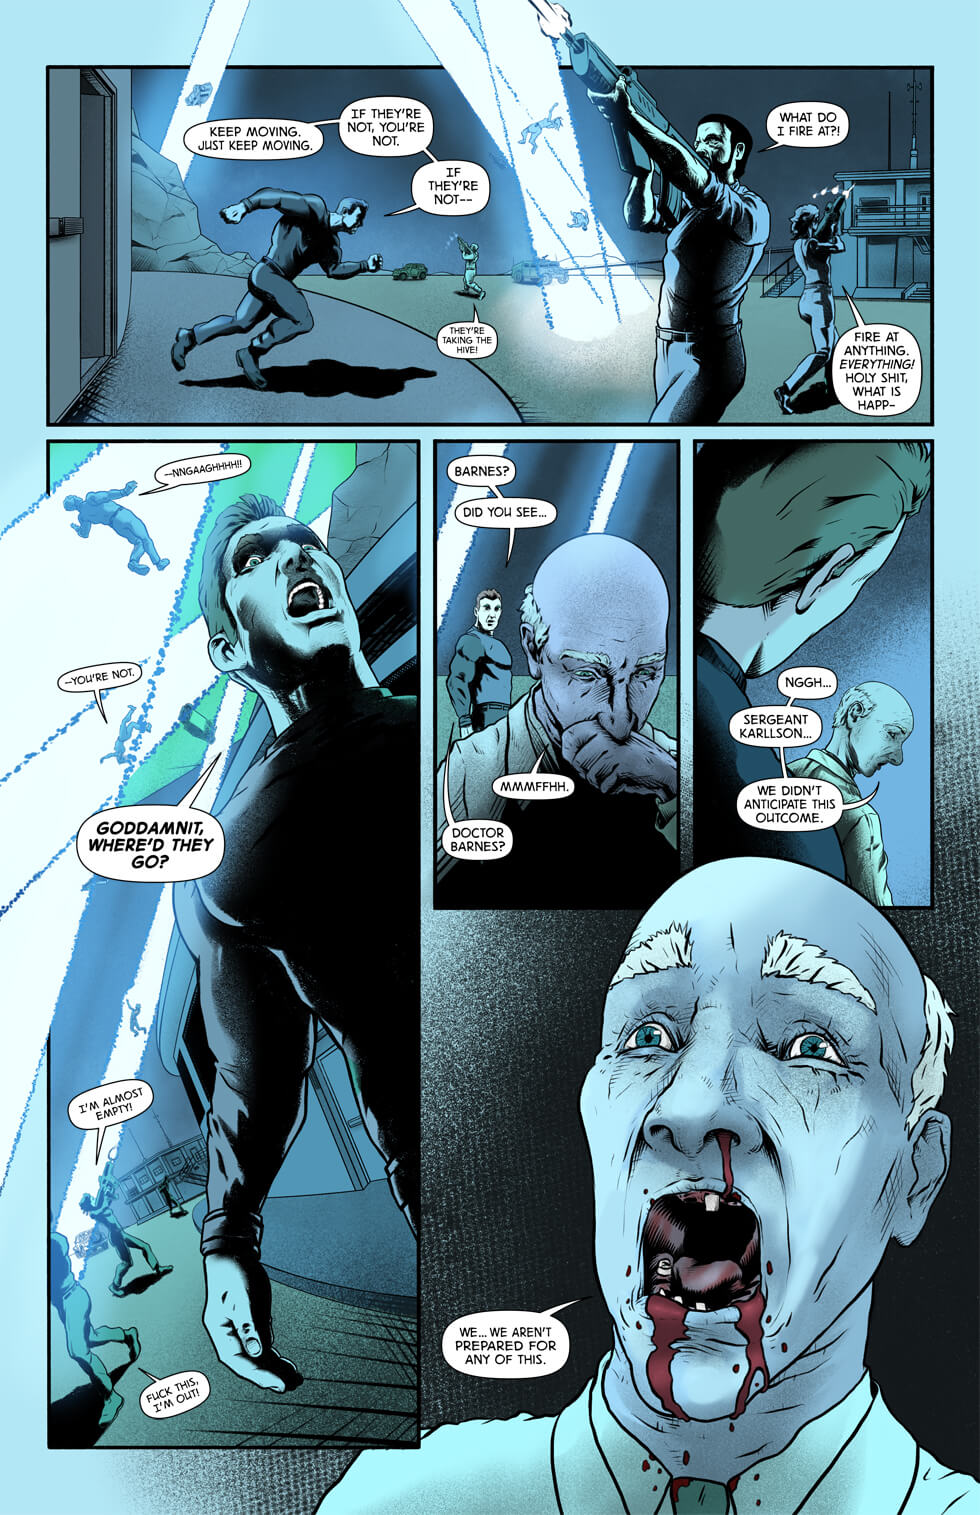 KEEP MOVING.
JUST KEEP MOVING.
IF THEY'RE
NOT, YOU'RE
NOT.
IF
THEY'RE
NOT--
THEY'RE
TAKING THE
HIVE!
WHAT DO
I FIRE AT?!
FIRE AT
ANYTHING.
EVERYTHING!
HOLY SHIT,
WHAT IS
HAPP-
--NNGAAGHHHH!!
--YOU'RE NOT.
GODDAMNIT,
WHERE'D THEY
GO?
I'M ALMOST
EMPTY!
FUCK THIS,
I'M OUT!
BARNES?
DID YOU SEE...
MMMFFHH.
DOCTOR
BARNES?
NGGH...
SERGEANT
KARLLSON...
WE DIDN'T
ANTICIPATE THIS
OUTCOME.
WE... WE AREN'T
PREPARED FOR
ANY OF THIS.